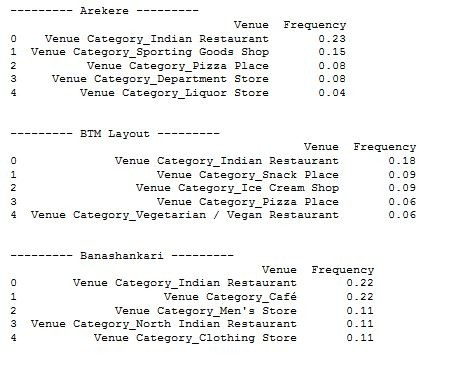 --------- Arekere ---------
Venue Frequency
0 Venue Category_Indian Restaurant 0.23
1 Venue Category_Sporting Goods Shop 0.15
2 Venue Category_Pizza Place 0.08
3 Venue Category_Department Store 0.08
4 Venue Category_Liquor Store 0.04
--------- BTM Layout ---------
Venue Frequency
0 Venue Category_Indian Restaurant 0.18
1 Venue Category_Snack Place 0.09
2 Venue Category_Ice Cream Shop 0.09
3 Venue Category_Pizza Place 0.06
4 Venue Category_Vegetarian / Vegan Restaurant 0.06
--------- Banashankari ---------
Venue Frequency
0 Venue Category_Indian Restaurant 0.22
1 Venue Category_Café 0.22
2 Venue Category_Men's Store 0.11
3 Venue Category_North Indian Restaurant 0.11
4 Venue Category_Clothing Store 0.11